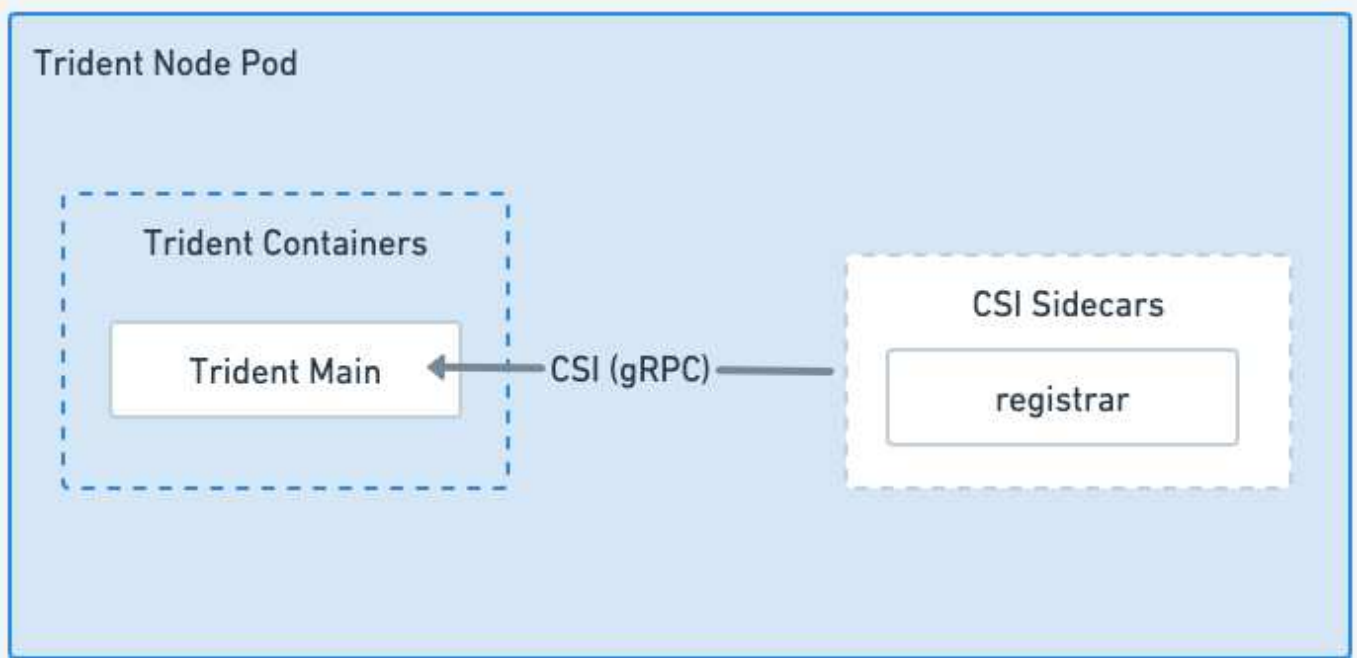 Trident Node Pod
Trident Containers
Trident Main
CSI (gRPC)
CSI Sidecars
registrar